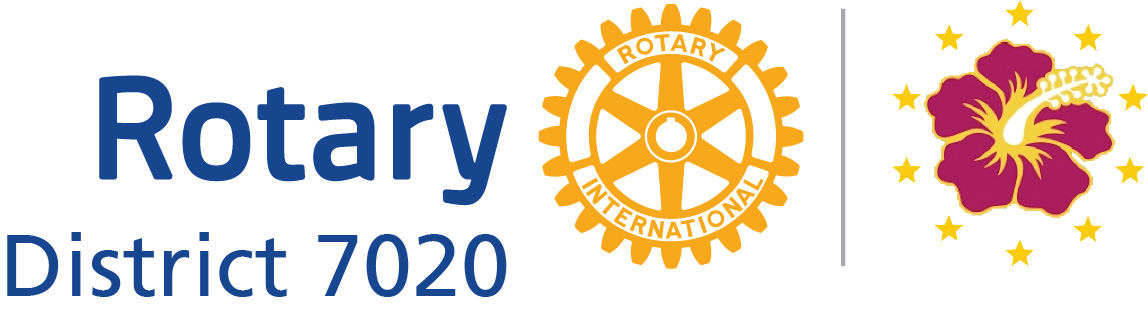 Rotary
District 7020
ROTARY
INTERNATIONAL